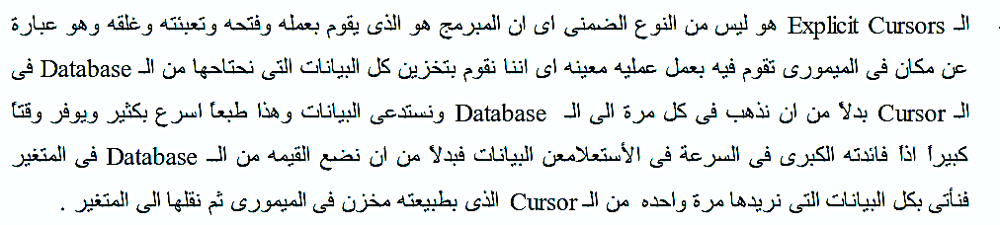 الـ Explicit Cursors هو ليس من النوع الضمنى اى ان المبرمج هو الذى يقوم بعمله وفتحه وتعبئته وغلقه وهو عبارة
عن مكان فى الميمورى تقوم فيه بعمل عمليه معينه اى اننا نقوم بتخزين كل البيانات التى نحتاحها من الـ Database فى
الـ Cursor بدلاً من ان نذهب فى كل مرة الى الـ Database ونستدعى البيانات وهذا طبعاً اسرع بكثير ويوفر وقتاً
كبيراً اذاً فائدته الكبرى فى السرعة فى الأستعلامعن البيانات فبدلاً من ان نضع القيمه من الــ Database فى المتغير
فنأتى بكل البيانات التى نريدها مرة واحده من الـ Cursor الذى بطبيعته مخزن فى الميمورى ثم نقلها الى المتغير .